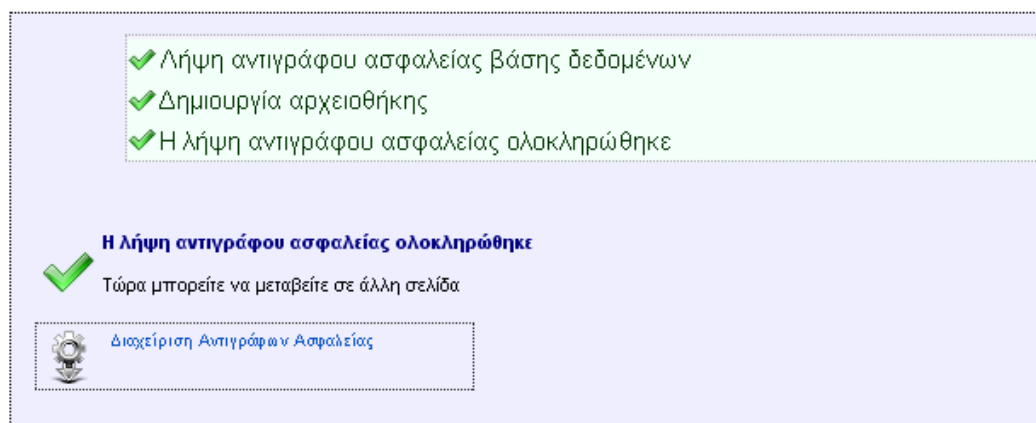 Λήψη αντιγράφου ασφαλείας βάσης δεδομένων
Δημιουργία αρχειοθήκης
Η λήψη αντιγράφου ασφαλείας ολοκληρώθηκε
Η λήψη αντιγράφου ασφαλείας ολοκληρώθηκε
Τώρα μπορείτε να μεταβείτε σε άλλη σελίδα
Διαχείριση Αντιγράφων Ασφαλείας